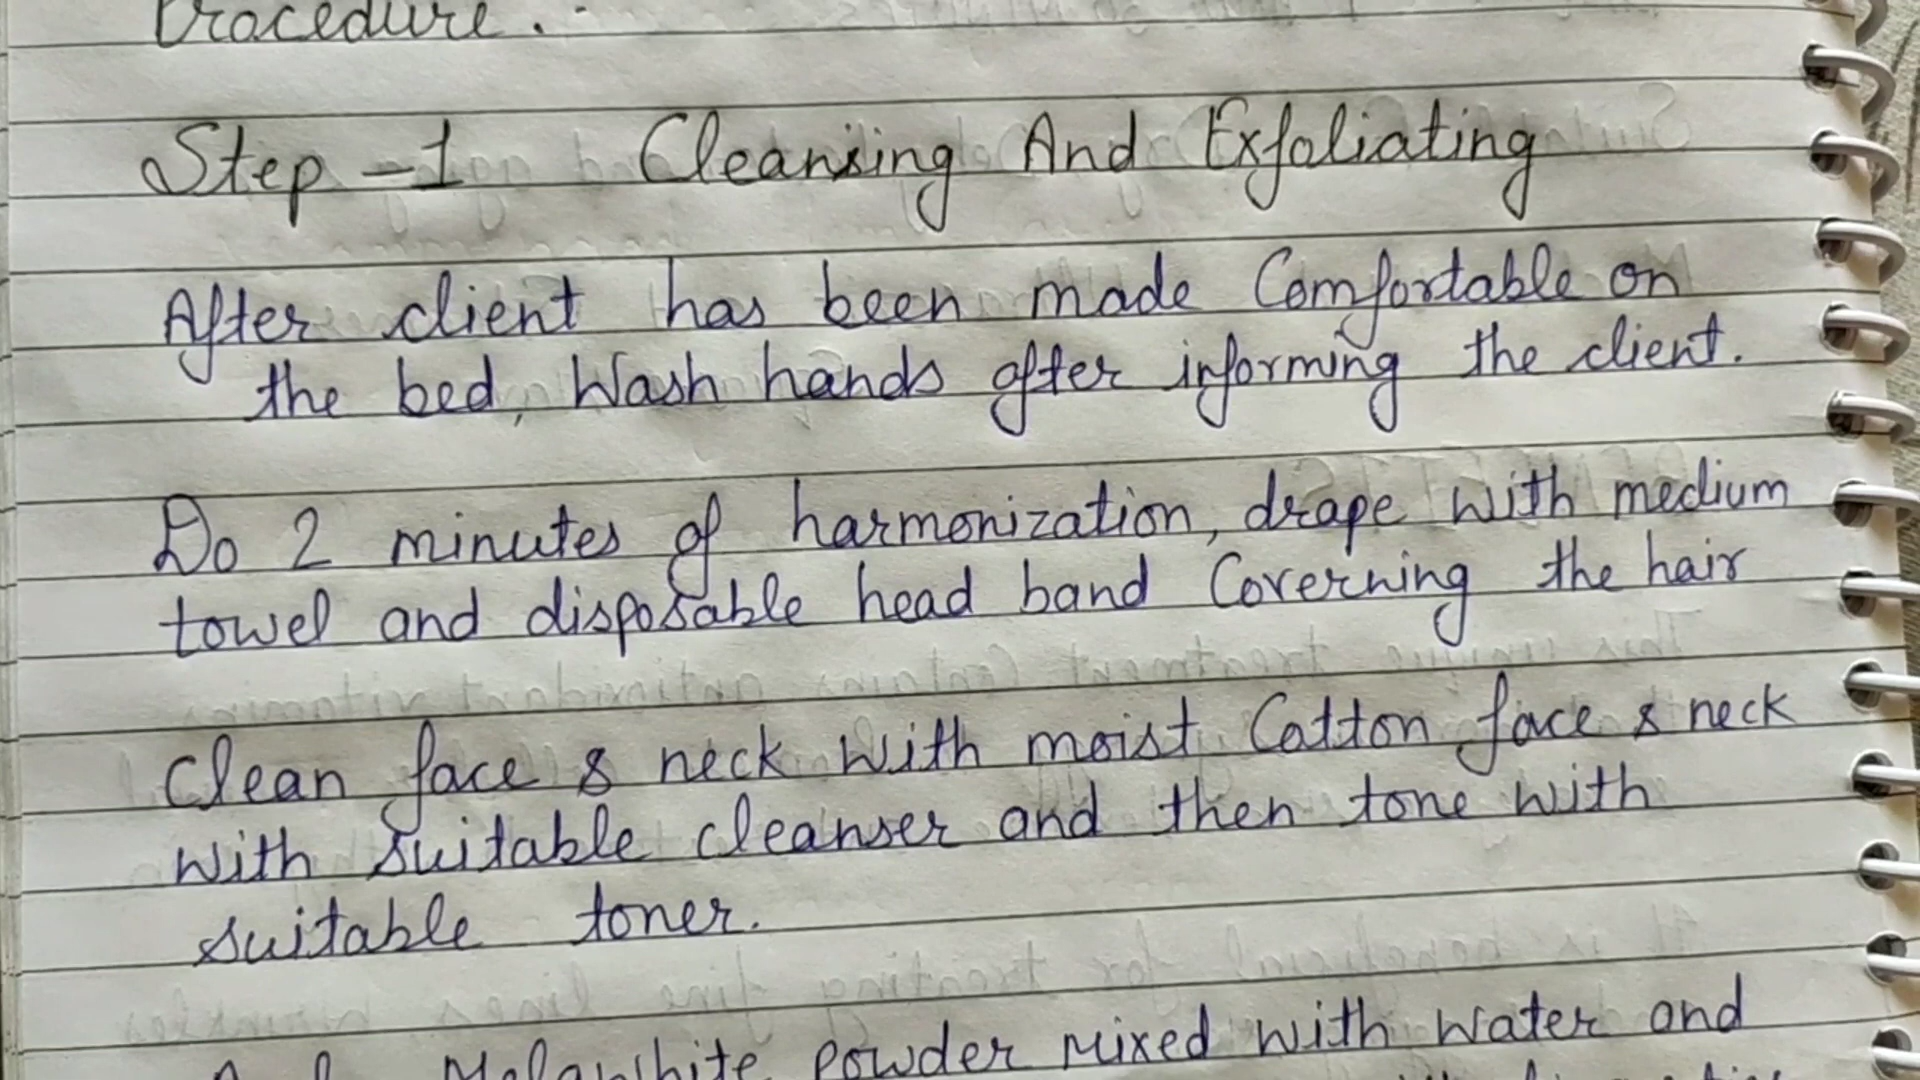 Procedure :-
Step -1 Cleansing And Exfoliating
After client has been made Comfortable on
the bed, Wash hands after informing the client.
Do 2 minutes of harmonization, drape with medium
towel and disposable head band Coverning the hair
Clean face & neck with moist Cotton face & neck
with suitable cleanser and then tone with
suitable toner.
Melawhite Powder mixed with water and